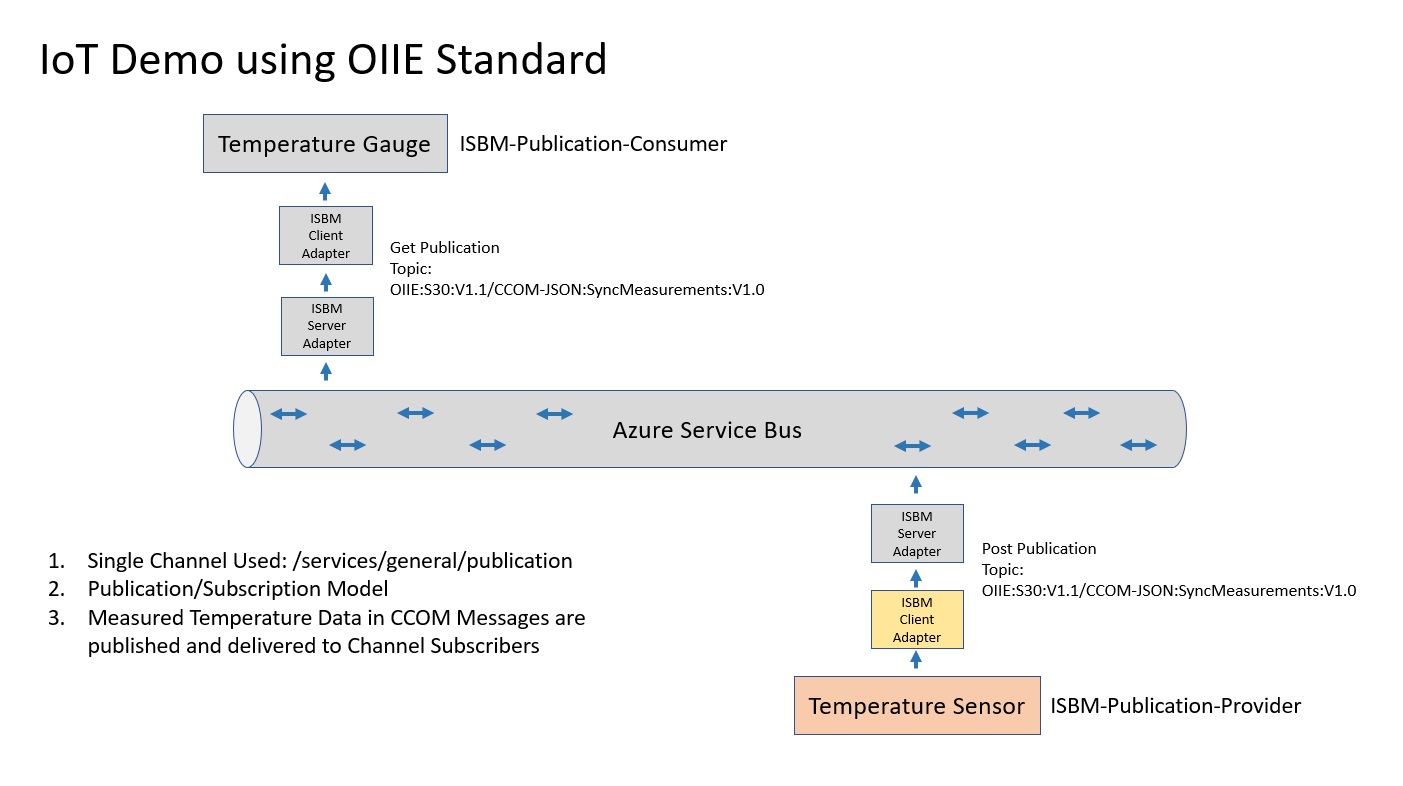 IoT Demo using OIIE Standard
Temperature Gauge
ISBM-Publication-Consumer
ISBM
Client
Adapter
Get Publication
Topic:
OIIE:S30:V1.1/CCOM-JSON:SyncMeasurements:V1.0
ISBM
Server
Adapter
Azure Service Bus
ISBM
Server
Adapter
Post Publication
Topic:
OIIE:S30:V1.1/CCOM-JSON:SyncMeasurements:V1.0
ISBM
Client
Adapter
Temperature Sensor
ISBM-Publication-Provider
1. Single Channel Used: /services/general/publication
2. Publication/Subscription Model
3. Measured Temperature Data in CCOM Messages are
published and delivered to Channel Subscribers